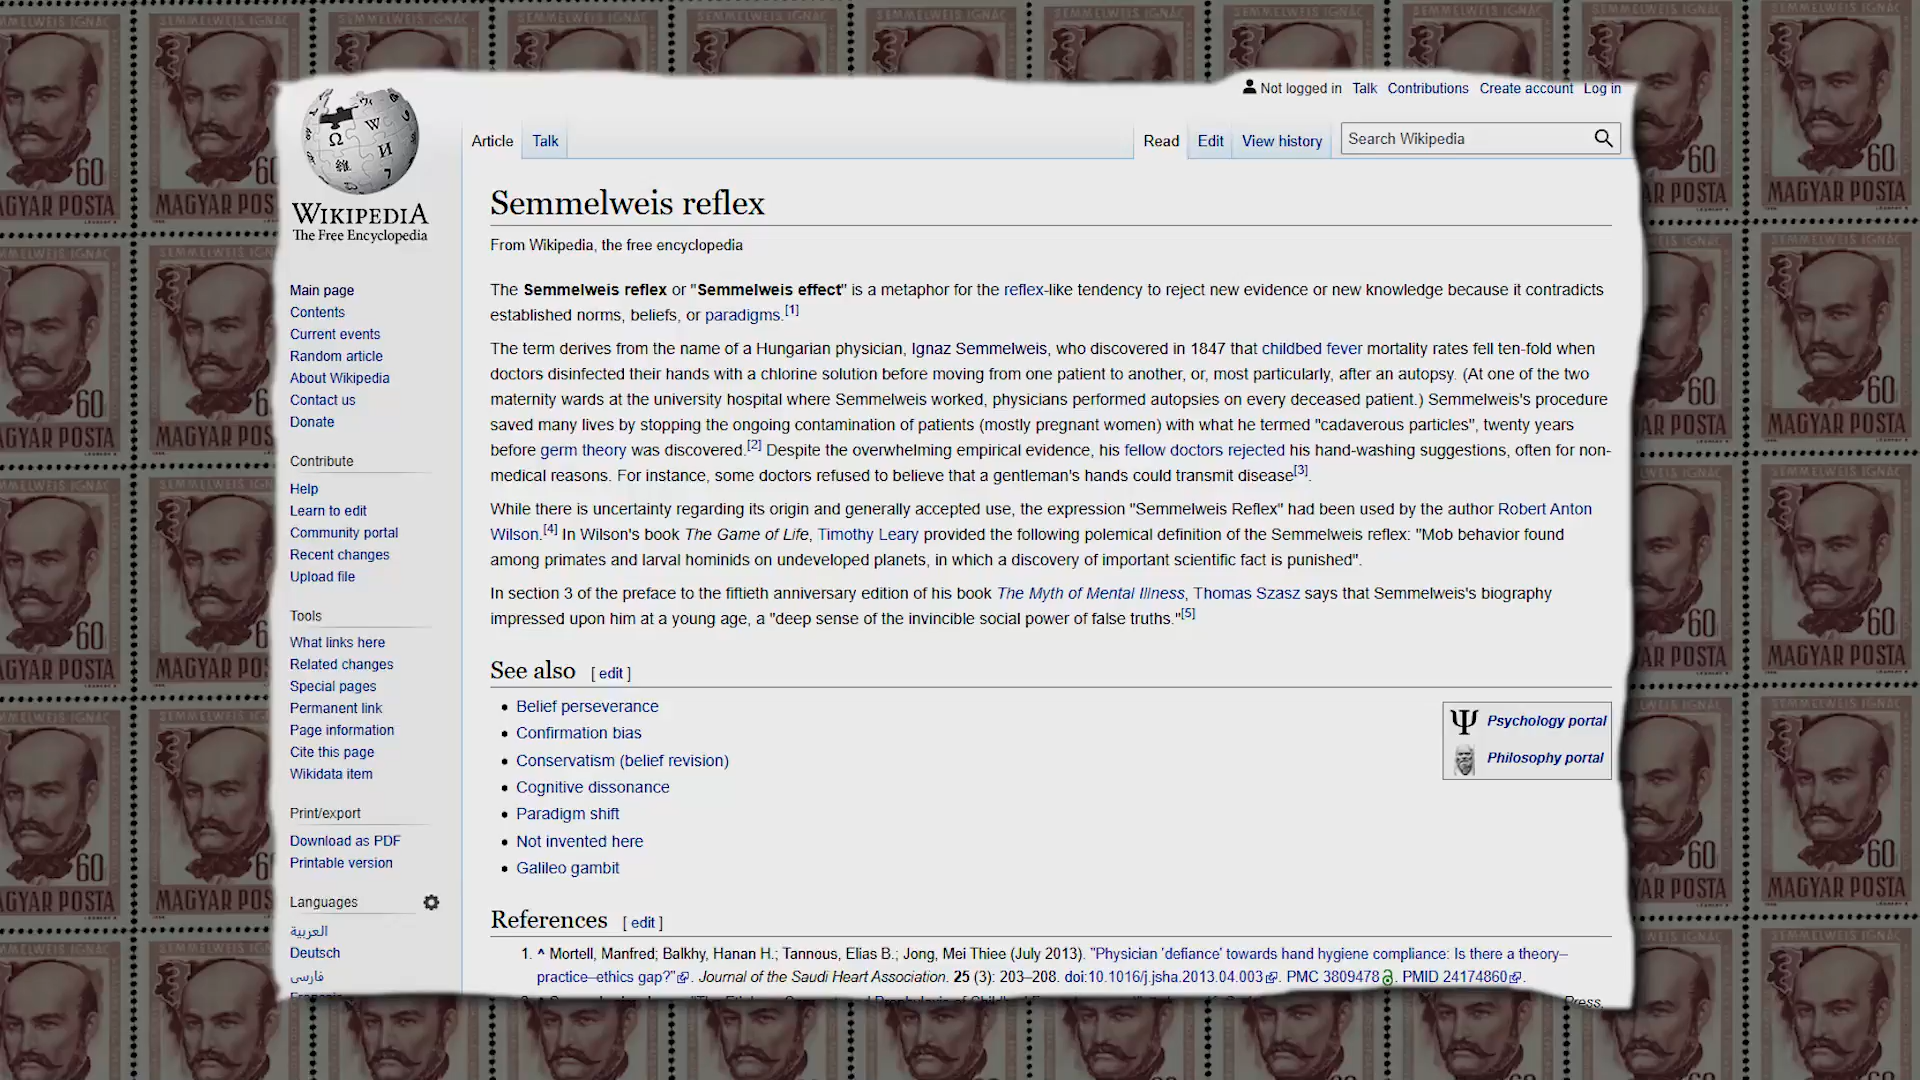 Not logged in Talk Contributions Create account Log in
Article Talk Read Edit View history Search Wikipedia
WIKIPEDIA
The Free Encyclopedia
Main page
Contents
Current events
Random article
About Wikipedia
Contact us
Donate
Contribute
Help
Learn to edit
Community portal
Recent changes
Upload file
Tools
What links here
Related changes
Special pages
Permanent link
Page information
Cite this page
Wikidata item
Print/export
Download as PDF
Printable version
Languages
العربية
Deutsch
فارسی
Semmelweis reflex
From Wikipedia, the free encyclopedia
The Semmelweis reflex or "Semmelweis effect" is a metaphor for the reflex-like tendency to reject new evidence or new knowledge because it contradicts
established norms, beliefs, or paradigms.[1]
The term derives from the name of a Hungarian physician, Ignaz Semmelweis, who discovered in 1847 that childbed fever mortality rates fell ten-fold when
doctors disinfected their hands with a chlorine solution before moving from one patient to another, or, most particularly, after an autopsy. (At one of the two
maternity wards at the university hospital where Semmelweis worked, physicians performed autopsies on every deceased patient.) Semmelweis's procedure
saved many lives by stopping the ongoing contamination of patients (mostly pregnant women) with what he termed "cadaverous particles", twenty years
before germ theory was discovered.[2] Despite the overwhelming empirical evidence, his fellow doctors rejected his hand-washing suggestions, often for non-
medical reasons. For instance, some doctors refused to believe that a gentleman's hands could transmit disease[3].
While there is uncertainty regarding its origin and generally accepted use, the expression "Semmelweis Reflex" had been used by the author Robert Anton
Wilson.[4] In Wilson's book The Game of Life, Timothy Leary provided the following polemical definition of the Semmelweis reflex: "Mob behavior found
among primates and larval hominids on undeveloped planets, in which a discovery of important scientific fact is punished".
In section 3 of the preface to the fiftieth anniversary edition of his book The Myth of Mental Illness, Thomas Szasz says that Semmelweis's biography
impressed upon him at a young age, a "deep sense of the invincible social power of false truths."[5]
See also [ edit ]
Belief perseverance
Confirmation bias
Conservatism (belief revision)
Cognitive dissonance
Paradigm shift
Not invented here
Galileo gambit
Psychology portal
Philosophy portal
References [ edit ]
1. ^ Mortell, Manfred; Balkhy, Hanan H.; Tannous, Elias B.; Jong, Mei Thiee (July 2013). "Physician 'defiance' towards hand hygiene compliance: Is there a theory–
practice–ethics gap?". Journal of the Saudi Heart Association. 25 (3): 203–208. doi:10.1016/j.jsha.2013.04.003. PMC 3809478. PMID 24174860.
Press.
SEMMELWEIS IGNÁC
60
MAGYAR POSTA